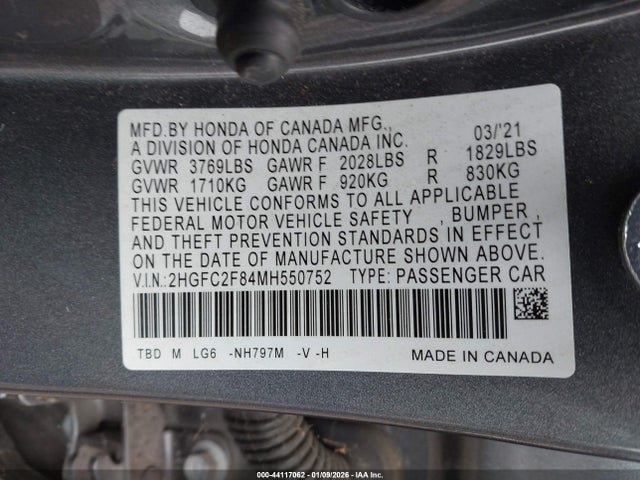 MFD.BY HONDA OF CANADA MFG., 03/'21
A DIVISION OF HONDA CANADA INC.
GVWR 3769LBS GAWR F 2028LBS R 1829LBS
GVWR 1710KG GAWR F 920KG R 830KG
THIS VEHICLE CONFORMS TO ALL APPLICABLE
FEDERAL MOTOR VEHICLE SAFETY , BUMPER ,
AND THEFT PREVENTION STANDARDS IN EFFECT
ON THE DATE OF MANUFACTURE SHOWN ABOVE.
V.I.N.:2HGFC2F84MH550752 TYPE: PASSENGER CAR
TBD M LG6 -NH797M -V -H MADE IN CANADA
000-44117062 - 01/09/2026 - IAA Inc.